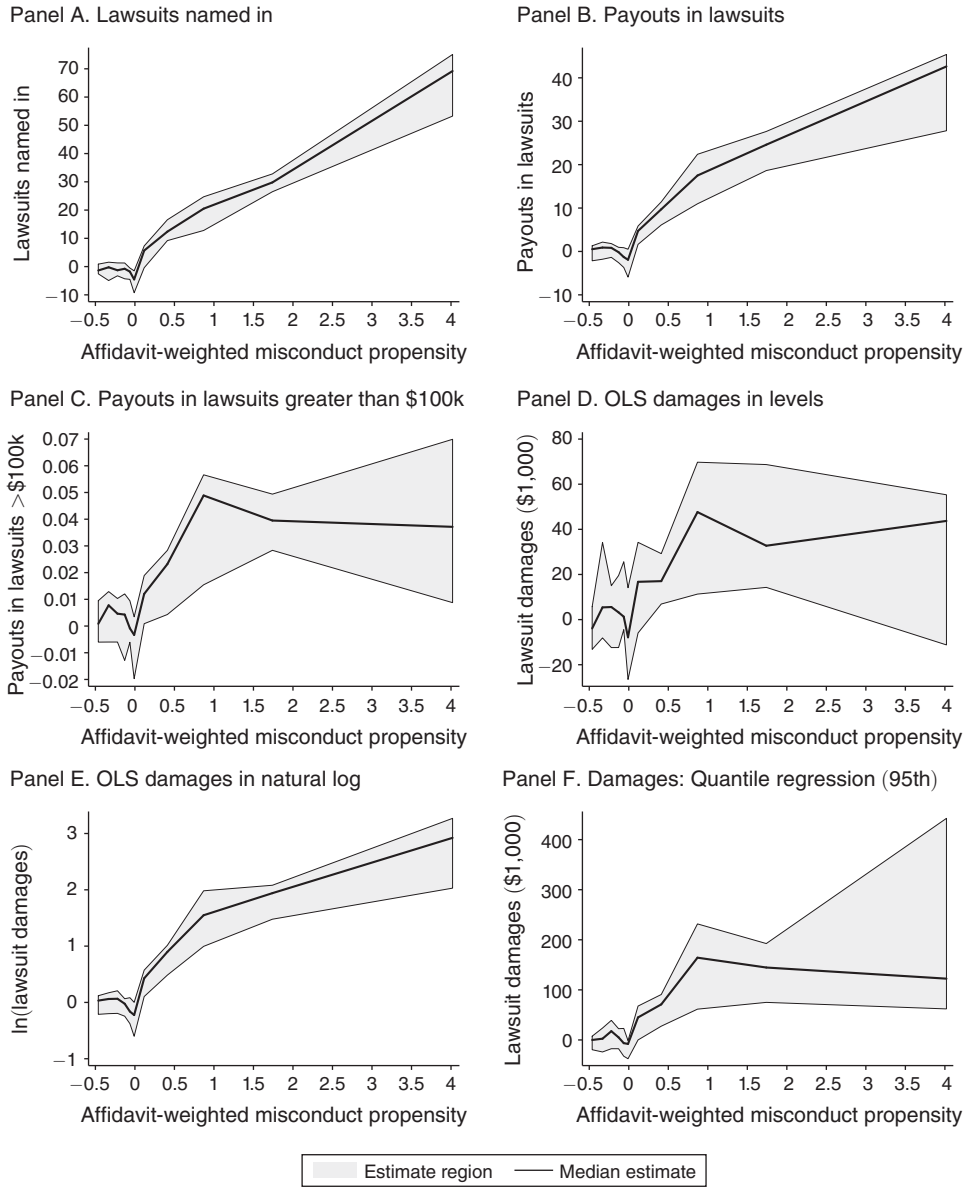 Panel A. Lawsuits named in
Lawsuits named in
70
60
50
40
30
20
10
0
−10
−0.5 0 0.5 1 1.5 2 2.5 3 3.5 4
Affidavit-weighted misconduct propensity
Panel B. Payouts in lawsuits
Payouts in lawsuits
40
30
20
10
0
−10
−0.5 0 0.5 1 1.5 2 2.5 3 3.5 4
Affidavit-weighted misconduct propensity
Panel C. Payouts in lawsuits greater than $100k
Payouts in lawsuits >$100k
0.07
0.06
0.05
0.04
0.03
0.02
0.01
0
−0.01
−0.02
−0.5 0 0.5 1 1.5 2 2.5 3 3.5 4
Affidavit-weighted misconduct propensity
Panel D. OLS damages in levels
Lawsuit damages ($1,000)
80
60
40
20
0
−20
−0.5 0 0.5 1 1.5 2 2.5 3 3.5 4
Affidavit-weighted misconduct propensity
Panel E. OLS damages in natural log
ln(lawsuit damages)
3
2
1
0
−1
−0.5 0 0.5 1 1.5 2 2.5 3 3.5 4
Affidavit-weighted misconduct propensity
Panel F. Damages: Quantile regression (95th)
Lawsuit damages ($1,000)
400
300
200
100
0
−0.5 0 0.5 1 1.5 2 2.5 3 3.5 4
Affidavit-weighted misconduct propensity
Estimate region
Median estimate